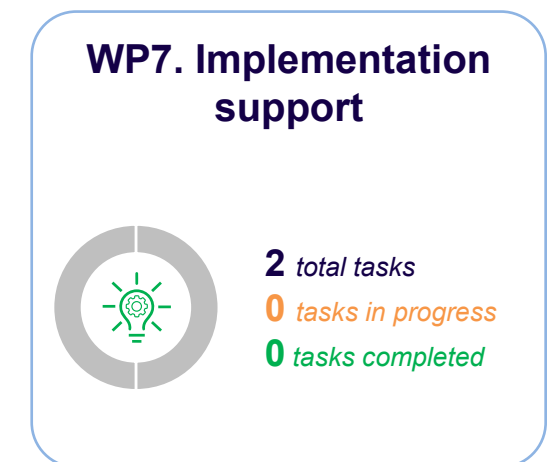 WP7. Implementation
support
2 total tasks
0 tasks in progress
0 tasks completed